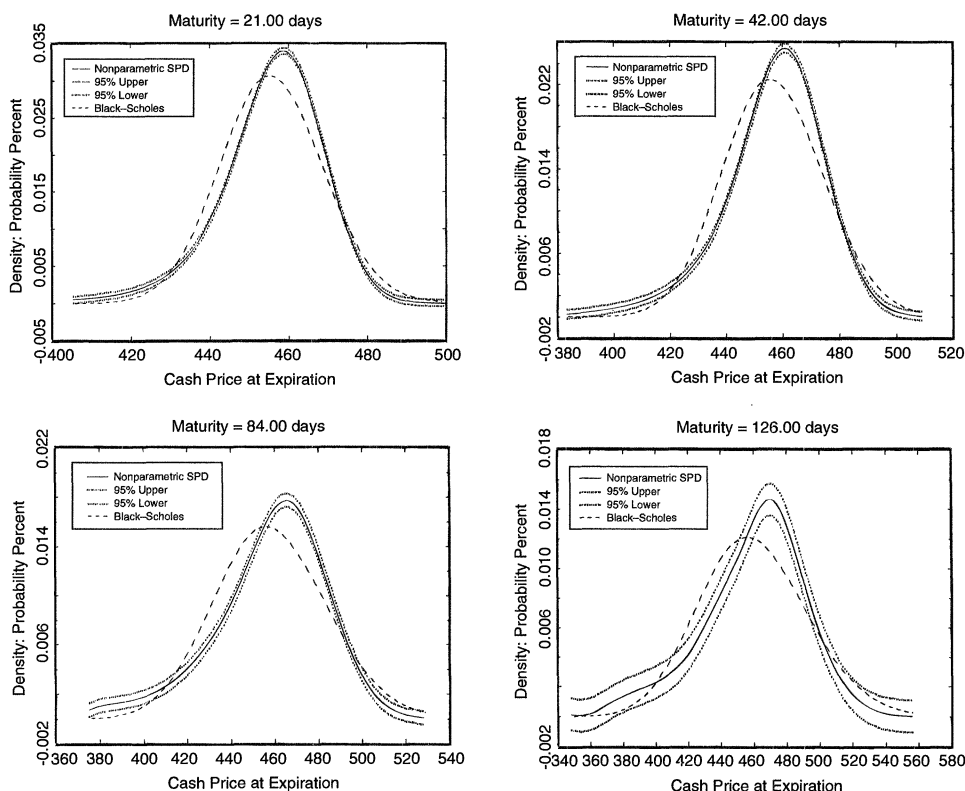 Maturity = 21.00 days
Density: Probability Percent
0.035
0.025
0.015
0.005
-0.005
Nonparametric SPD
95% Upper
95% Lower
Black–Scholes
400 420 440 460 480 500
Cash Price at Expiration
Maturity = 42.00 days
Density: Probability Percent
0.022
0.014
0.006
-0.002
Nonparametric SPD
95% Upper
95% Lower
Black–Scholes
380 400 420 440 460 480 500 520
Cash Price at Expiration
Maturity = 84.00 days
Density: Probability Percent
0.022
0.014
0.006
-0.002
Nonparametric SPD
95% Upper
95% Lower
Black–Scholes
360 380 400 420 440 460 480 500 520 540
Cash Price at Expiration
Maturity = 126.00 days
Density: Probability Percent
0.018
0.014
0.010
0.006
-0.002
Nonparametric SPD
95% Upper
95% Lower
Black–Scholes
340 360 380 400 420 440 460 480 500 520 540 560 580
Cash Price at Expiration